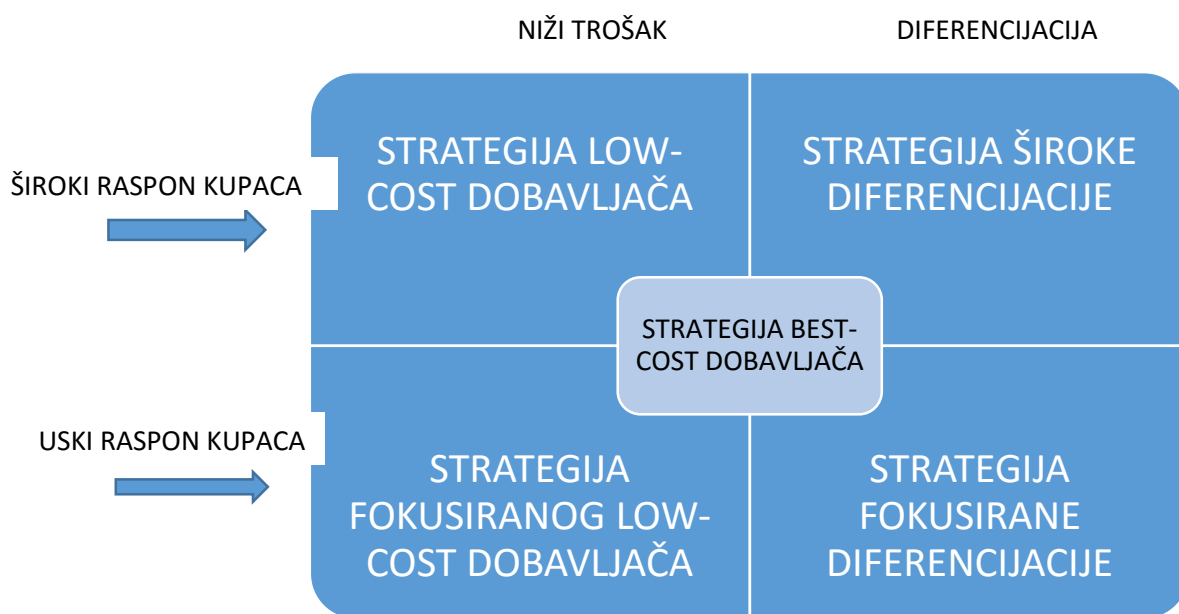 NIŽI TROŠAK
DIFERENCIJACIJA
ŠIROKI RASPON KUPACA
STRATEGIJA LOW-
COST DOBAVLJAČA
STRATEGIJA ŠIROKE
DIFERENCIJACIJE
STRATEGIJA BEST-
COST DOBAVLJAČA
USKI RASPON KUPACA
STRATEGIJA
FOKUSIRANOG LOW-
COST DOBAVLJAČA
STRATEGIJA
FOKUSIRANE
DIFERENCIJACIJE